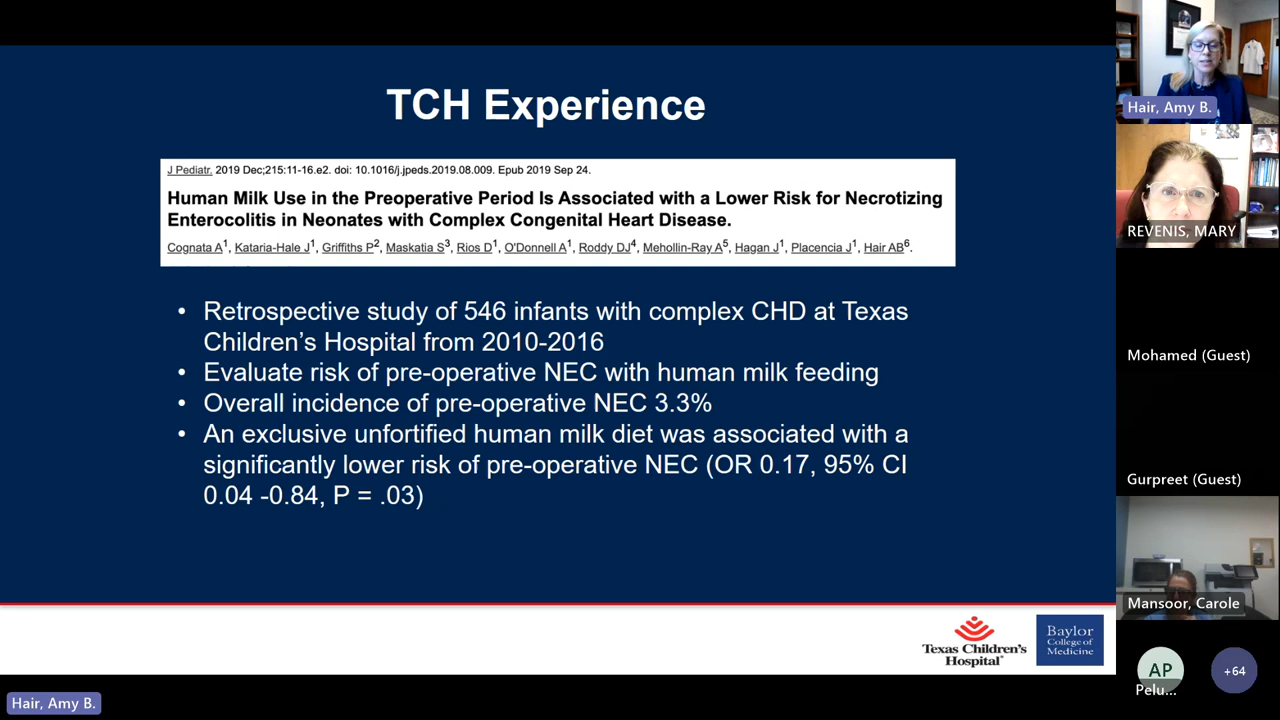 TCH Experience
J Pediatr. 2019 Dec;215:11-16.e2. doi: 10.1016/j.jpeds.2019.08.009. Epub 2019 Sep 24.
Human Milk Use in the Preoperative Period Is Associated with a Lower Risk for Necrotizing
Enterocolitis in Neonates with Complex Congenital Heart Disease.
Cognata A1, Kataria-Hale J1, Griffiths P2, Maskatia S3, Rios D1, O'Donnell A1, Roddy DJ4, Mehollin-Ray A5, Hagan J1, Placencia J1, Hair AB6.
• Retrospective study of 546 infants with complex CHD at Texas
Children's Hospital from 2010-2016
• Evaluate risk of pre-operative NEC with human milk feeding
• Overall incidence of pre-operative NEC 3.3%
• An exclusive unfortified human milk diet was associated with a
significantly lower risk of pre-operative NEC (OR 0.17, 95% CI
0.04 -0.84, P = .03)
Texas Children's
Hospital
Baylor
College of
Medicine
Hair, Amy B.
Hair, Amy B.
REVENIS, MARY
Mohamed (Guest)
Gurpreet (Guest)
Mansoor, Carole
AP
Pelu...
+64